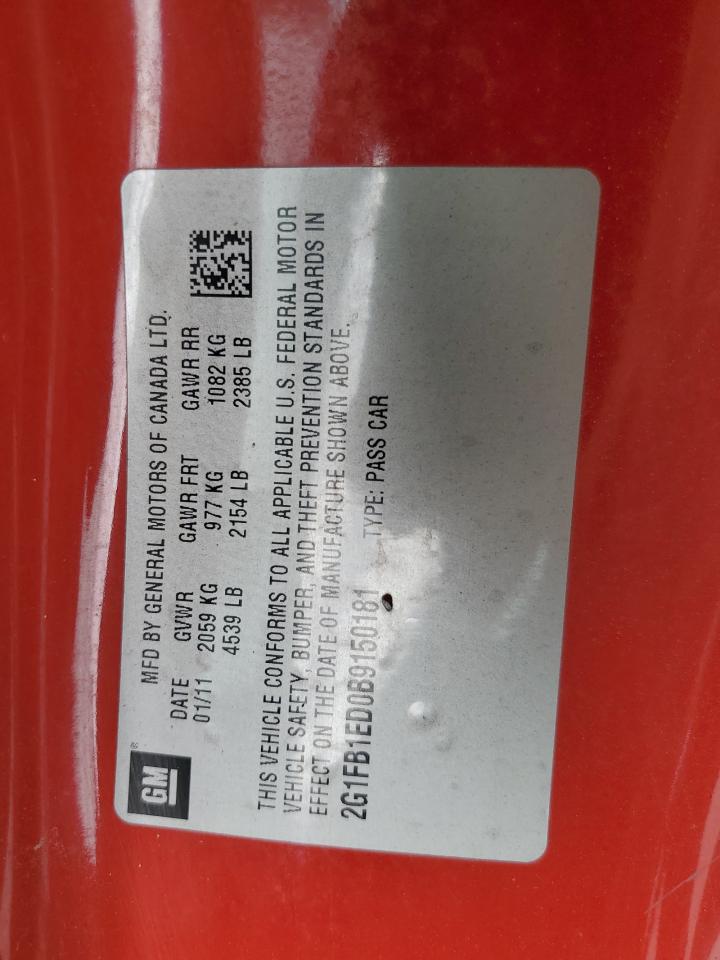 GM
MFD BY GENERAL MOTORS OF CANADA LTD.
DATE GVWR GAWR FRT GAWR RR
01/11 2059 KG 977 KG 1082 KG
4539 LB 2154 LB 2385 LB
THIS VEHICLE CONFORMS TO ALL APPLICABLE U.S. FEDERAL MOTOR
VEHICLE SAFETY, BUMPER, AND THEFT PREVENTION STANDARDS IN
EFFECT ON THE DATE OF MANUFACTURE SHOWN ABOVE.
2G1FB1ED0B9150181 TYPE: PASS CAR